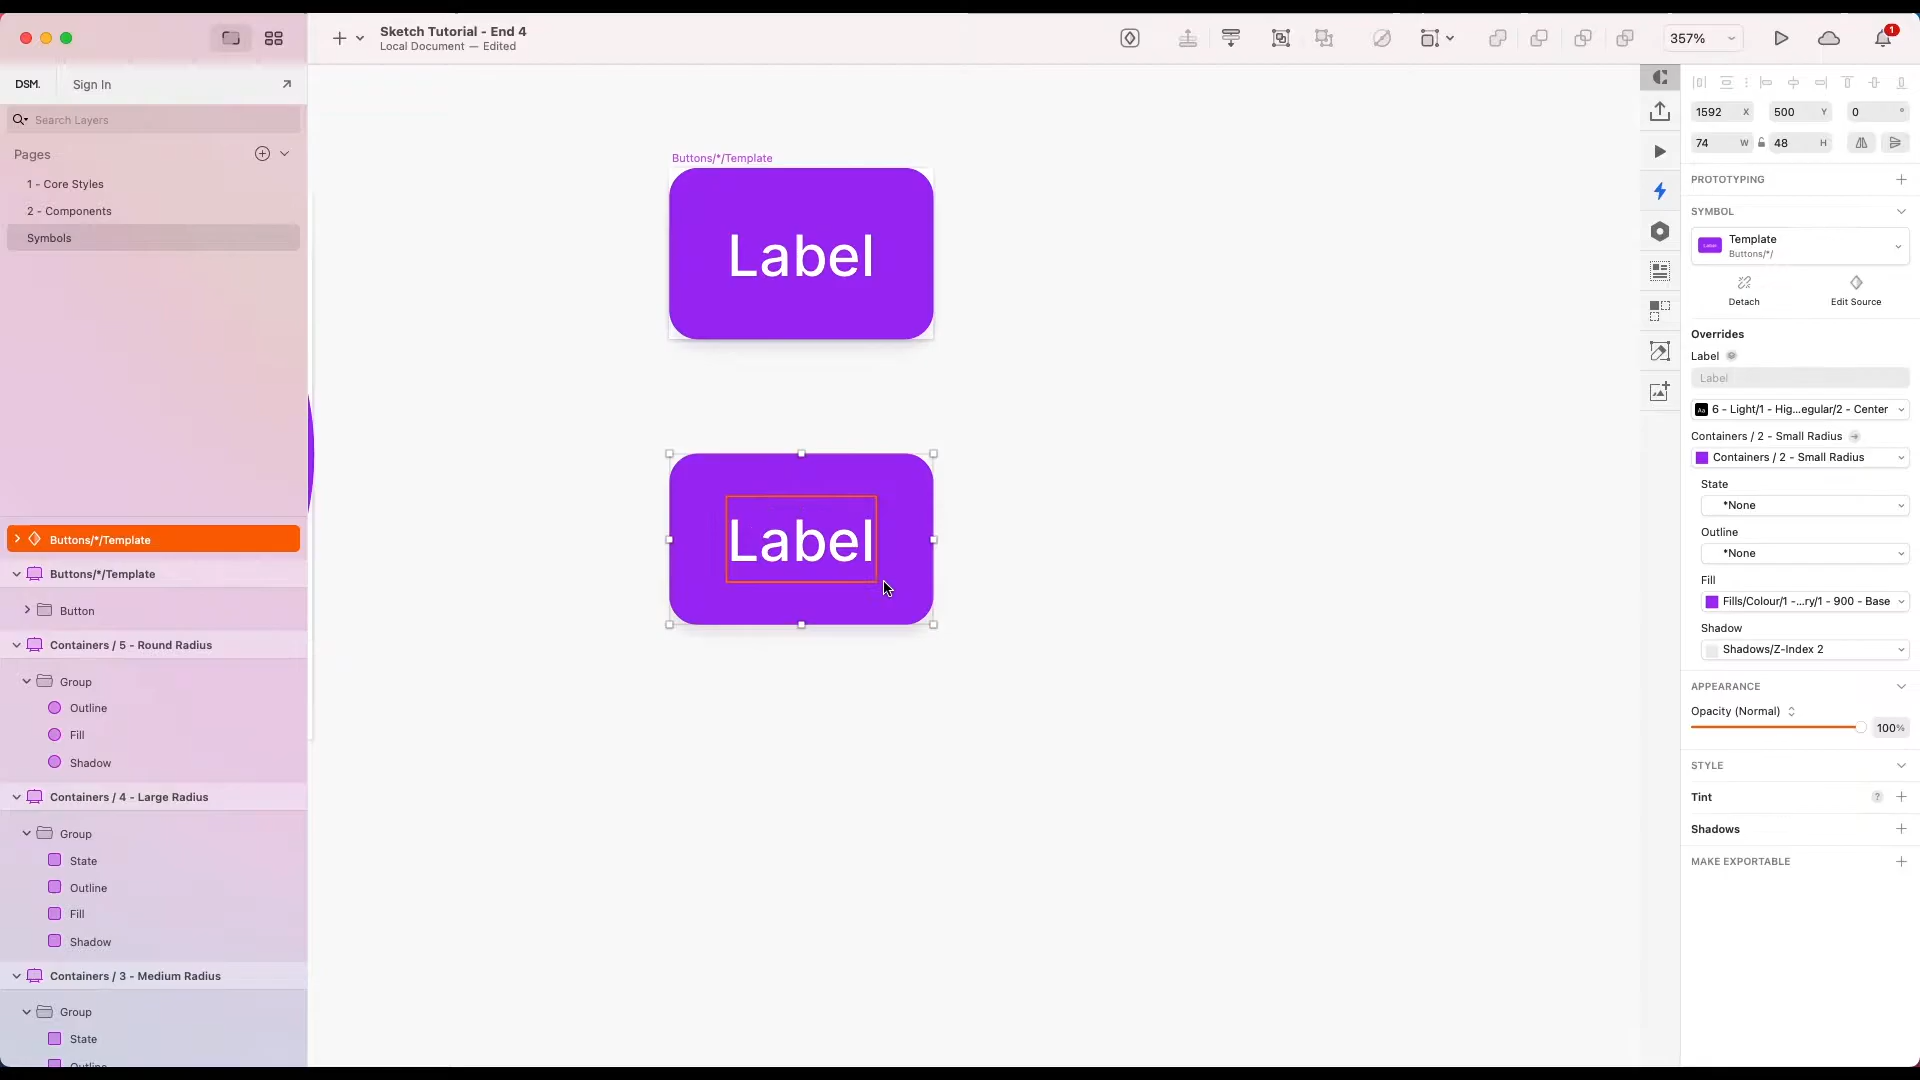 Sketch Tutorial - End 4
Local Document — Edited
357%
1
DSM.
Sign In
Search Layers
Pages
1 - Core Styles
2 - Components
Symbols
Buttons/*/Template
Buttons/*/Template
Button
Containers / 5 - Round Radius
Group
Outline
Fill
Shadow
Containers / 4 - Large Radius
Group
State
Outline
Fill
Shadow
Containers / 3 - Medium Radius
Group
State
Outline
Buttons/*/Template
Label
Label
1592 X
500 Y
0 °
74 W
48 H
PROTOTYPING
SYMBOL
Template
Buttons/*/
Detach
Edit Source
Overrides
Label
Label
6 - Light/1 - Hig...egular/2 - Center
Containers / 2 - Small Radius
Containers / 2 - Small Radius
State
*None
Outline
*None
Fill
Fills/Colour/1 -...ry/1 - 900 - Base
Shadow
Shadows/Z-Index 2
APPEARANCE
Opacity (Normal)
100%
STYLE
Tint
?
Shadows
MAKE EXPORTABLE